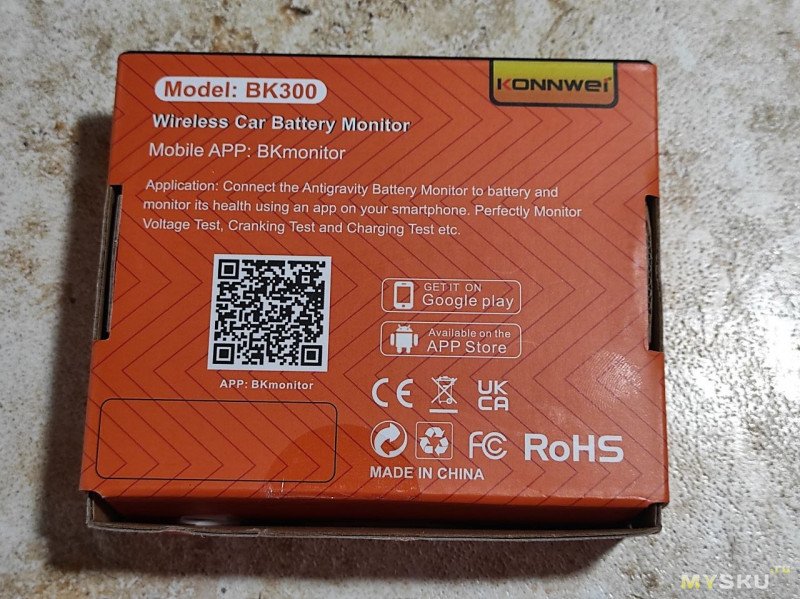 Model: BK300
KONNWEI
Wireless Car Battery Monitor
Mobile APP: BKmonitor
Application: Connect the Antigravity Battery Monitor to battery and
monitor its health using an app on your smartphone. Perfectly Monitor
Voltage Test, Cranking Test and Charging Test etc.
GET IT ON
Google play
Available on the
APP Store
APP: BKmonitor
CE
UK
CA
FC
RoHS
MADE IN CHINA
MYSKU.ru